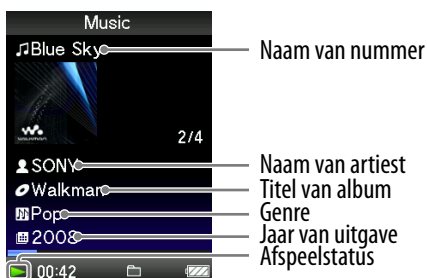 Music
Blue Sky
Naam van nummer
WALKMAN
2/4
SONY
Naam van artiest
Walkman
Titel van album
Pop
Genre
2008
Jaar van uitgave
Afspeelstatus
00:42